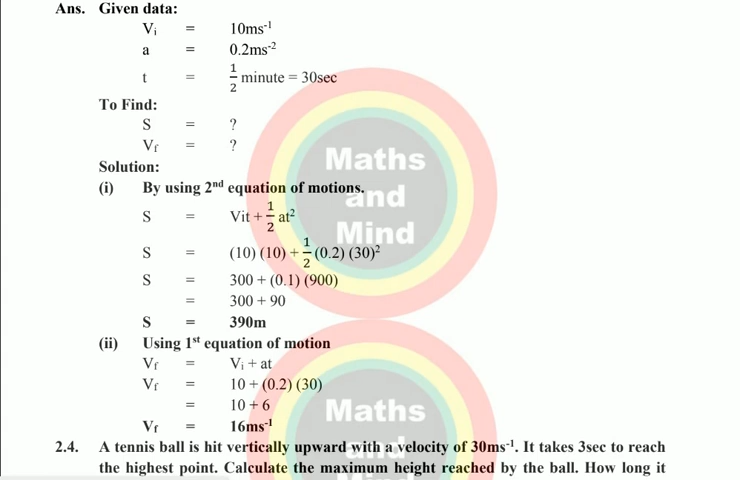 Ans. Given data:
Vᵢ = 10ms⁻¹
a = 0.2ms⁻²
t = 1/2 minute = 30sec
To Find:
S = ?
Vf = ?
Solution:
(i) By using 2ⁿᵈ equation of motions.
S = Vit + 1/2 at²
S = (10) (10) + 1/2 (0.2) (30)²
S = 300 + (0.1) (900)
= 300 + 90
S = 390m
(ii) Using 1ˢᵗ equation of motion
Vf = Vᵢ + at
Vf = 10 + (0.2) (30)
= 10 + 6
Vf = 16ms⁻¹
2.4. A tennis ball is hit vertically upward with a velocity of 30ms⁻¹. It takes 3sec to reach
the highest point. Calculate the maximum height reached by the ball. How long it
Maths
and
Mind
Maths
and
Mind